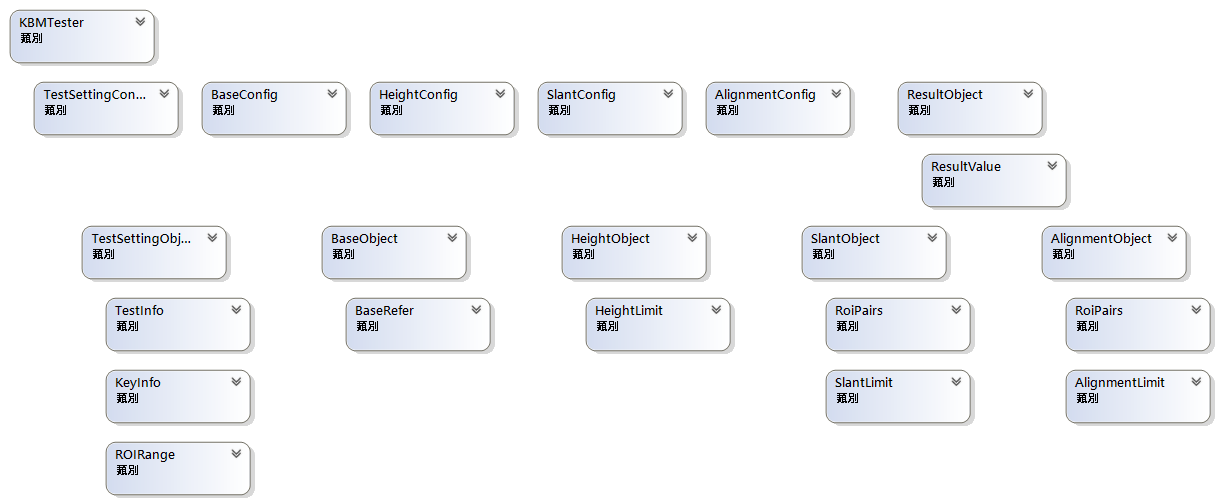 KBMTester
類別
TestSettingCon...
類別
BaseConfig
類別
HeightConfig
類別
SlantConfig
類別
AlignmentConfig
類別
ResultObject
類別
ResultValue
類別
TestSettingObj...
類別
BaseObject
類別
HeightObject
類別
SlantObject
類別
AlignmentObject
類別
TestInfo
類別
BaseRefer
類別
HeightLimit
類別
RoiPairs
類別
RoiPairs
類別
KeyInfo
類別
SlantLimit
類別
AlignmentLimit
類別
ROIRange
類別